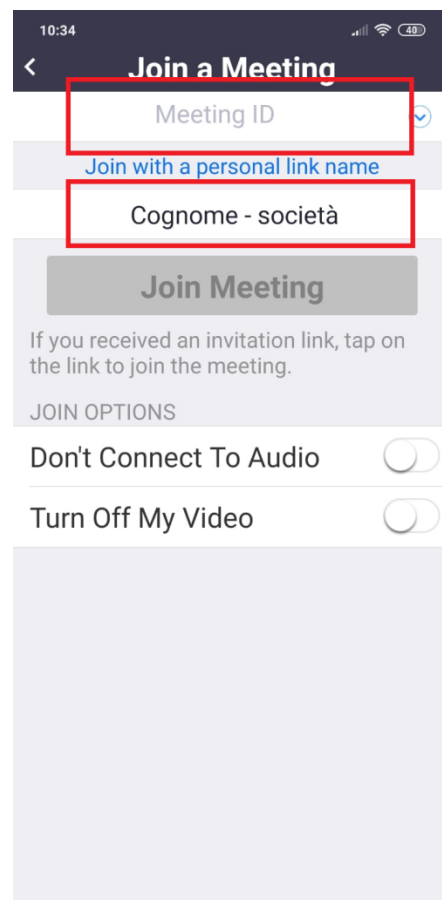 10:34
40
Join a Meeting
Meeting ID
Join with a personal link name
Cognome - società
Join Meeting
If you received an invitation link, tap on
the link to join the meeting.
JOIN OPTIONS
Don't Connect To Audio
Turn Off My Video